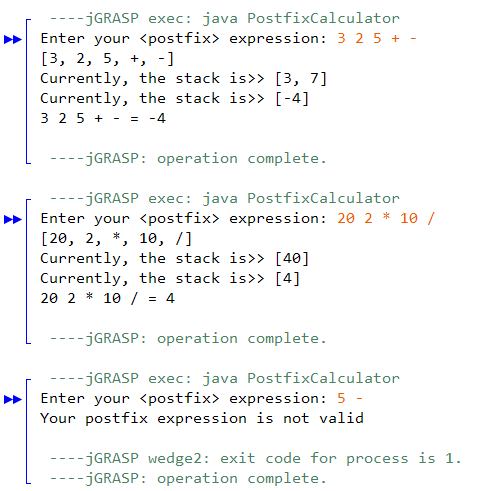 ----jGRASP exec: java PostfixCalculator
Enter your <postfix> expression: 3 2 5 + -
[3, 2, 5, +, -]
Currently, the stack is>> [3, 7]
Currently, the stack is>> [-4]
3 2 5 + - = -4
----jGRASP: operation complete.
----jGRASP exec: java PostfixCalculator
Enter your <postfix> expression: 20 2 * 10 /
[20, 2, *, 10, /]
Currently, the stack is>> [40]
Currently, the stack is>> [4]
20 2 * 10 / = 4
----jGRASP: operation complete.
----jGRASP exec: java PostfixCalculator
Enter your <postfix> expression: 5 -
Your postfix expression is not valid
----jGRASP wedge2: exit code for process is 1.
----jGRASP: operation complete.